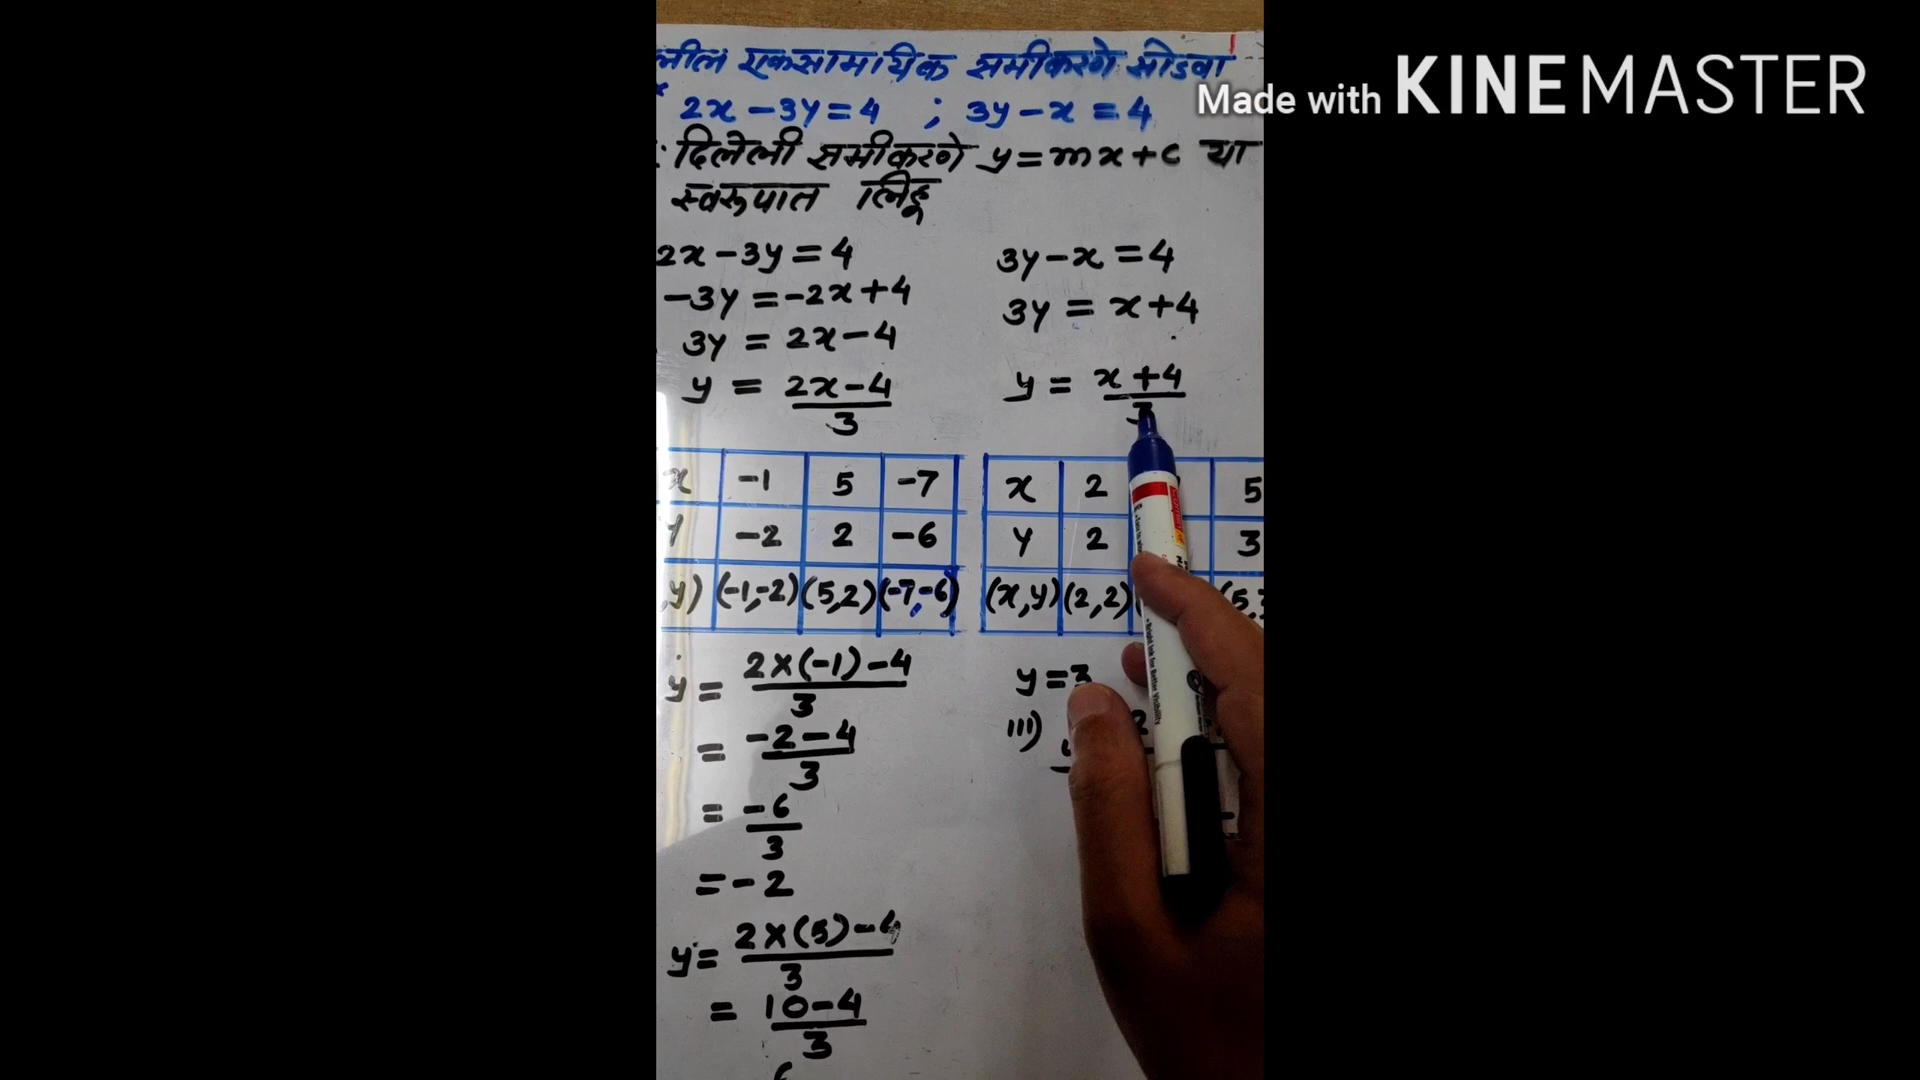 एकसामायिक समीकरणे सोडवा
2x-3y=4 ; 3y-x=4
: दिलेली समीकरणे y=mx+c या
स्वरूपात लिहू
2x-3y=4
-3y=-2x+4
3y=2x-4
y=2x-4/3
3y-x=4
3y=x+4
y=x+4/3
x -1 5 -7
y -2 2 -6
,y) (-1,-2) (5,2) (-7,-6)
x 2 5
y 2 3
(x,y) (2,2)
y=2×(-1)-4/3
=-2-4/3
=-6/3
=-2
y=2×(5)-4/3
=10-4/3
y=3
III)
Made with KINEMASTER